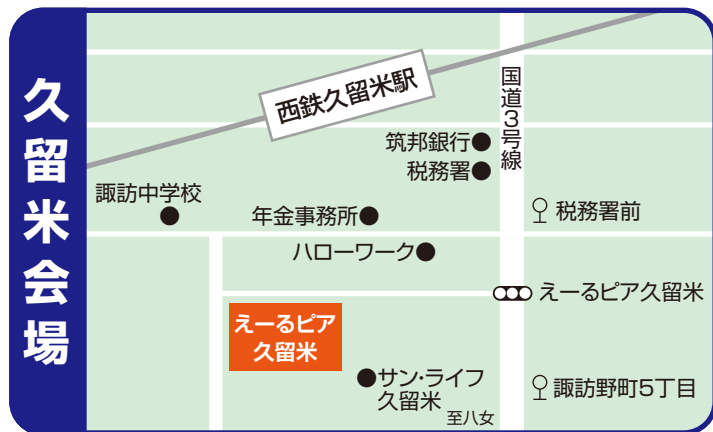 久留米会場
西鉄久留米駅
国道3号線
筑邦銀行
税務署
諏訪中学校
年金事務所
税務署前
ハローワーク
えーるピア久留米
えーるピア
久留米
サン・ライフ
久留米
諏訪野町5丁目
至八女